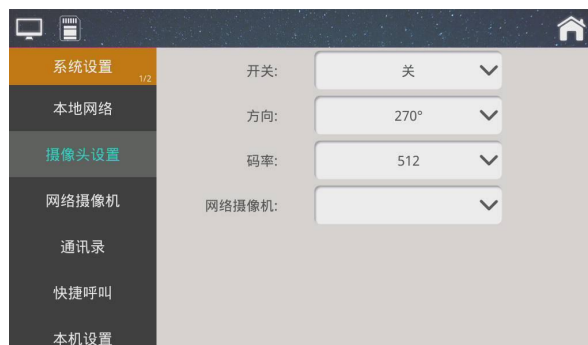 系统设置
1/2
本地网络
摄像头设置
网络摄像机
通讯录
快捷呼叫
本机设置
开关: 关
方向: 270°
码率: 512
网络摄像机: